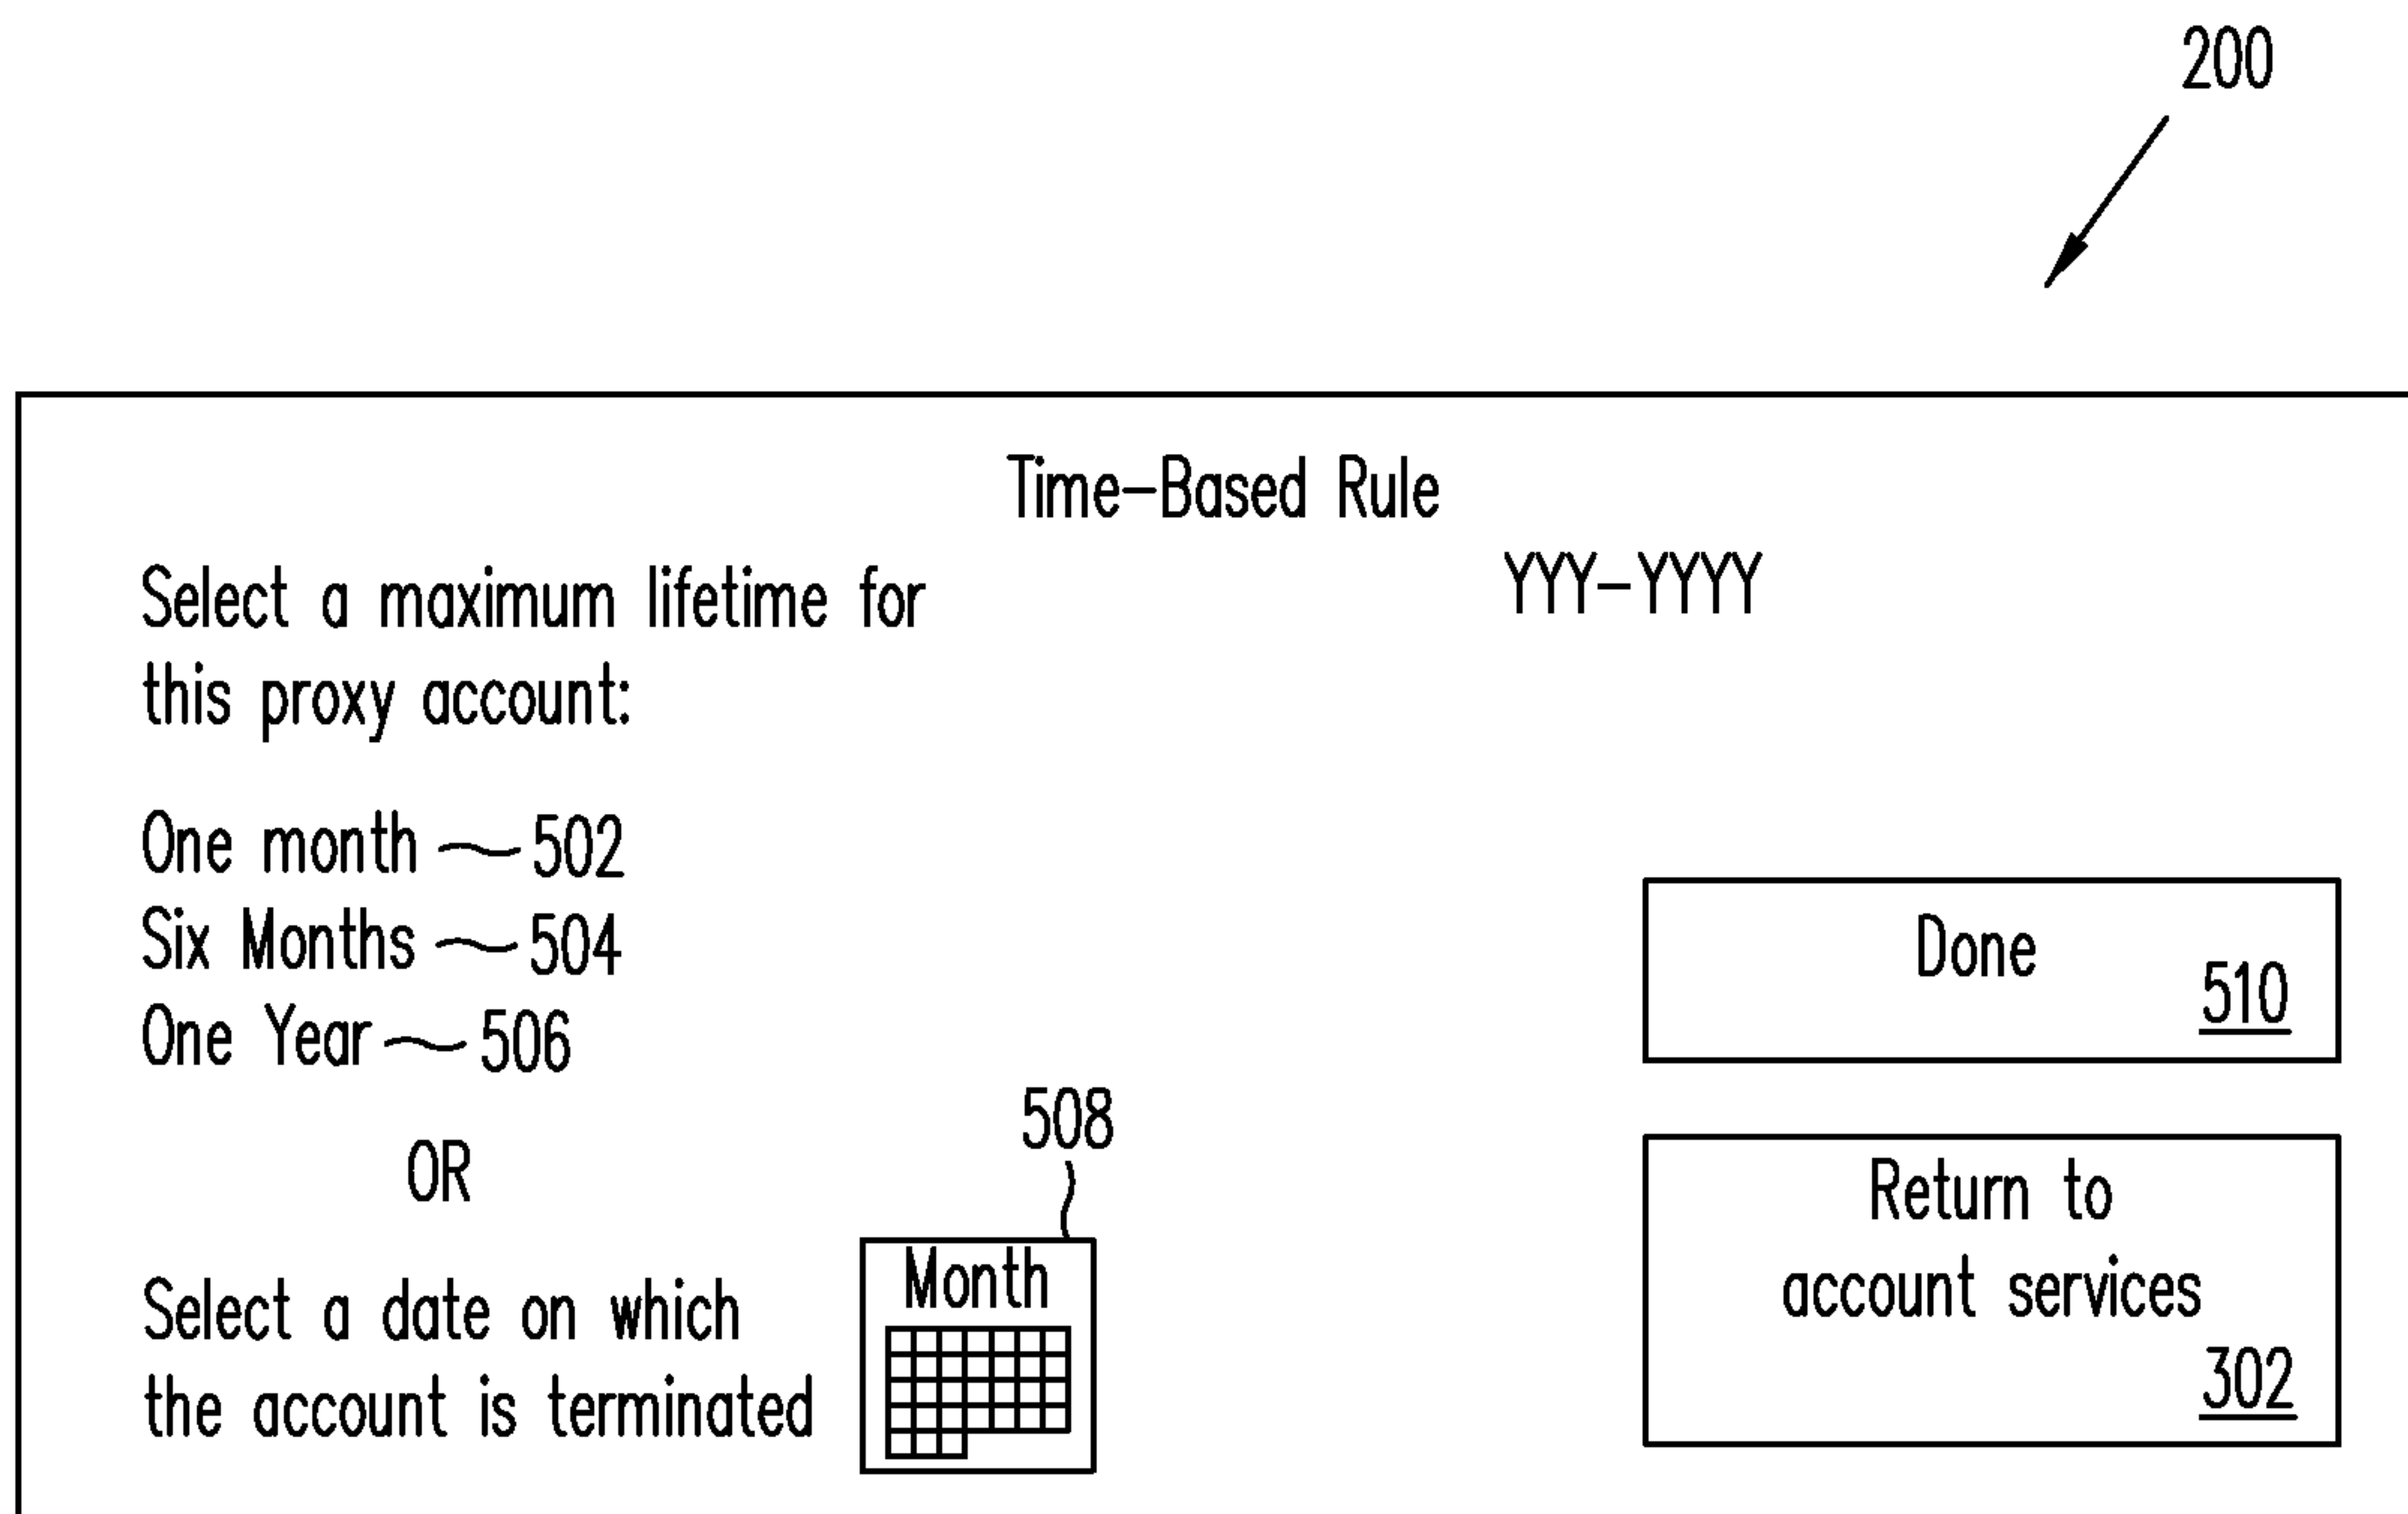 200
Time-Based Rule
YYY-YYYY
Select a maximum lifetime for
this proxy account:
One month 502
Six Months 504
One Year 506
OR
508
Month
Select a date on which
the account is terminated
Done
510
Return to
account services
302